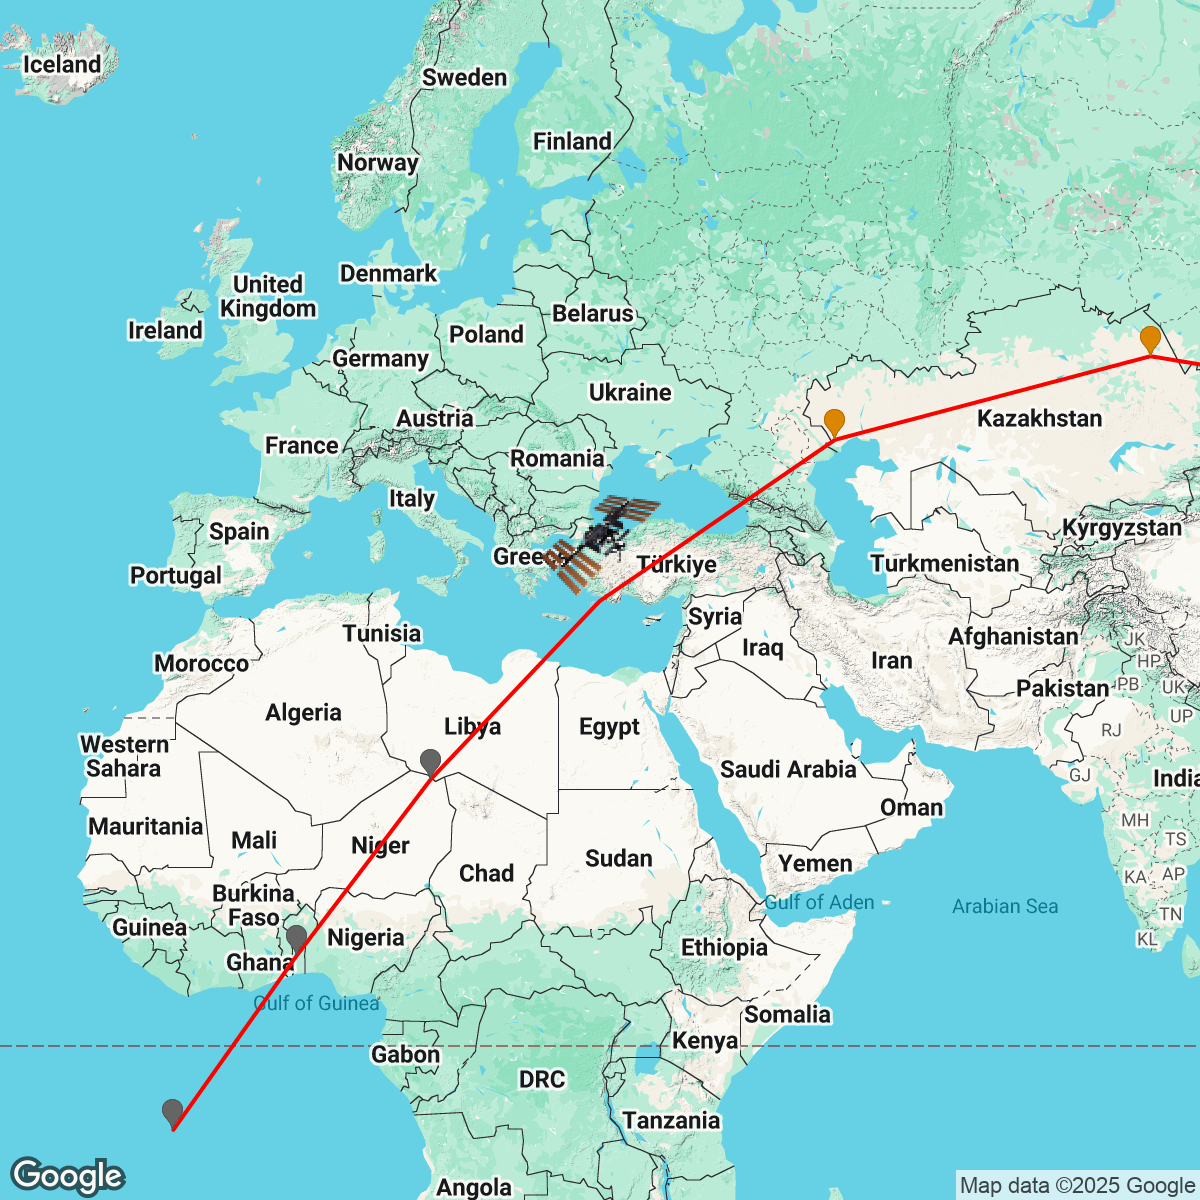 Iceland
Sweden
Finland
Norway
Denmark
United
Kingdom
Ireland
Belarus
Poland
Germany
Ukraine
Austria
Kazakhstan
France
Romania
Italy
Spain
Kyrgyzstan
Greece
Türkiye
Turkmenistan
Portugal
Syria
Tunisia
Afghanistan
JK
Iraq
Morocco
Iran
HP
Pakistan
PB
UK
Algeria
UP
Libya
Egypt
RJ
Western
Sahara
Saudi Arabia
GJ
India
Oman
MH
Mauritania
Mali
Niger
TS
Sudan
Yemen
Chad
KA
AP
Burkina
Faso
Gulf of Aden
Arabian Sea
TN
Guinea
Nigeria
Ethiopia
KL
Ghana
Gulf of Guinea
Somalia
Kenya
Gabon
DRC
Tanzania
Google
Angola
Map data ©2025 Google